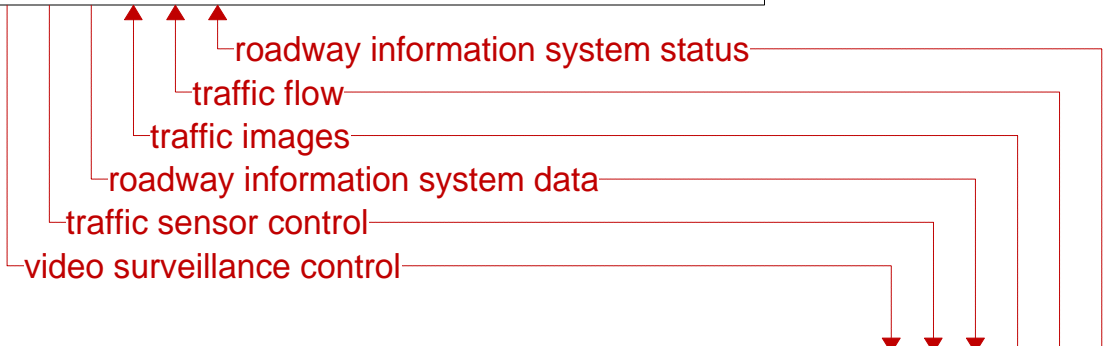 roadway information system status
traffic flow
traffic images
roadway information system data
traffic sensor control
video surveillance control